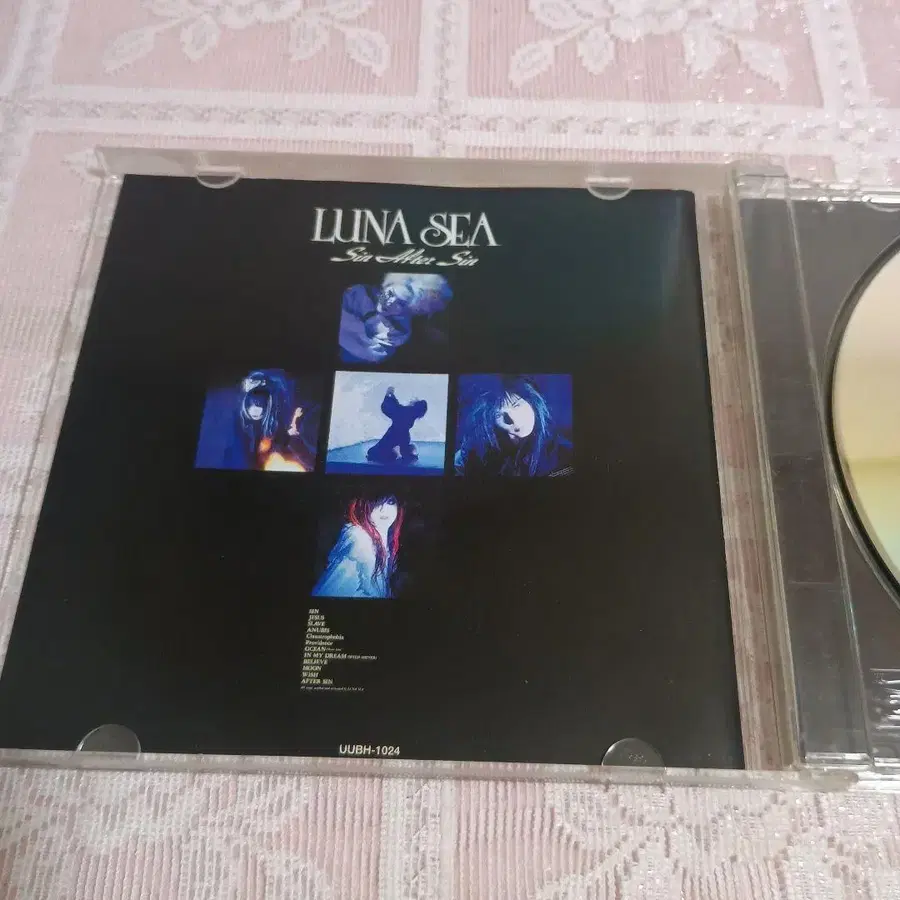 LUNA SEA
Sin After Sin
SIN
JESUS
SLAVE
ANUBIS
Claustrophobia
Providence
OCEAN
IN MY DREAM
BELIEVE
MOON
WISH
AFTER SIN
UUBH-1024